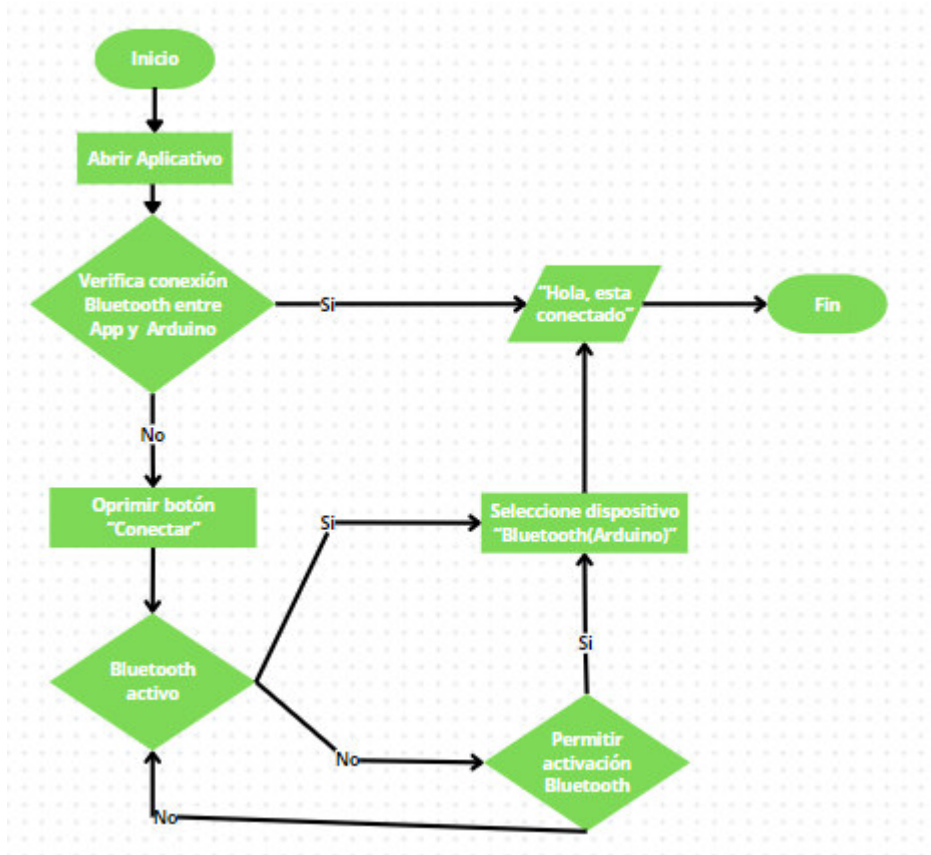 Inicio
Abrir Aplicativo
Verifica conexión
Bluetooth entre
App y Arduino
Si
"Hola, esta
conectado"
Fin
No
Oprimir botón
"Conectar"
Si
Seleccione dispositivo
"Bluetooth(Arduino)"
Bluetooth
activo
Si
No
Permitir
activación
Bluetooth
No